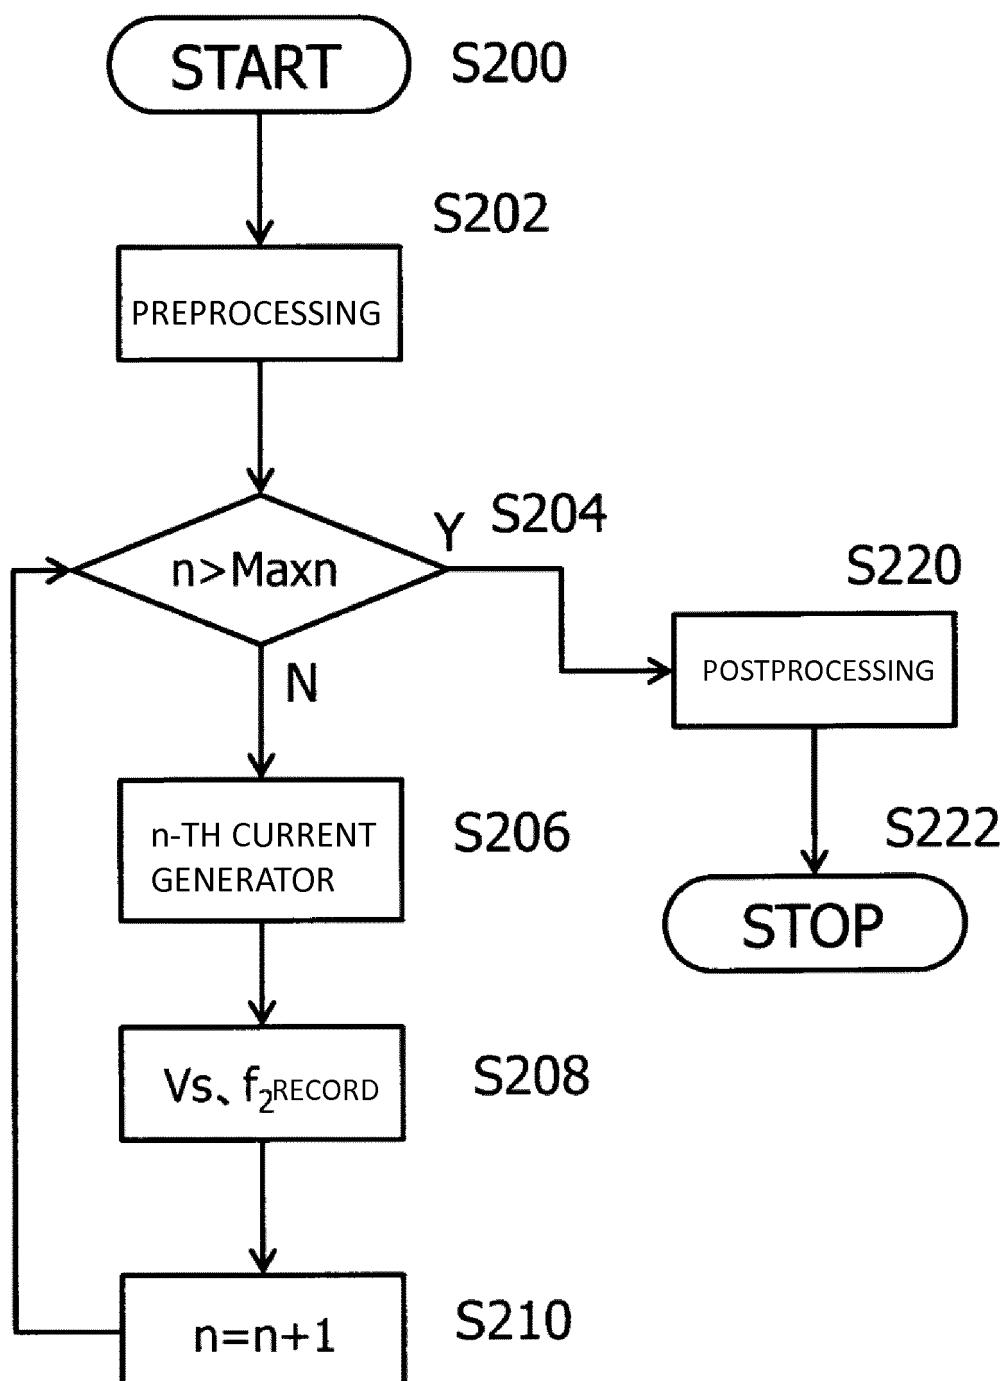 START S200
S202
PREPROCESSING
n>Maxn
Y
S204
N
S220
POSTPROCESSING
n-TH CURRENT
GENERATOR
S206
S222
STOP
Vs、f₂RECORD
S208
n=n+1
S210